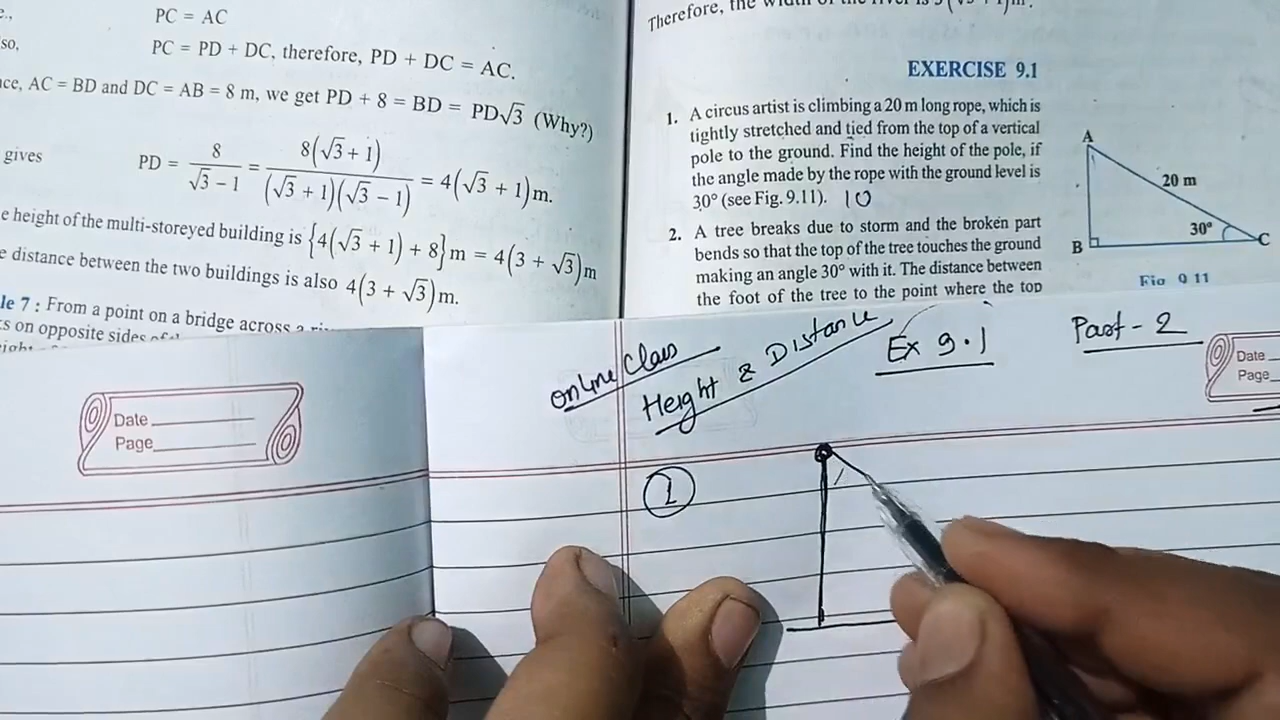 PC = AC
so,
PC = PD + DC, therefore, PD + DC = AC.
AC = BD and DC = AB = 8 m, we get PD + 8 = BD = PD√3 (Why?)
gives
PD = 8/(√3 − 1) = 8(√3 + 1)/((√3 + 1)(√3 − 1)) = 4(√3 + 1)m.
height of the multi-storeyed building is {4(√3 + 1) + 8}m = 4(3 + √3)m
distance between the two buildings is also 4(3 + √3)m.
7 : From a point on a bridge across a
on opposite sides
Therefore, the
EXERCISE 9.1
1. A circus artist is climbing a 20 m long rope, which is
tightly stretched and tied from the top of a vertical
pole to the ground. Find the height of the pole, if
the angle made by the rope with the ground level is
30° (see Fig. 9.11). 10
2. A tree breaks due to storm and the broken part
bends so that the top of the tree touches the ground
making an angle 30° with it. The distance between
the foot of the tree to the point where the top
A
20 m
30°
B
C
Fig 9.11
Online Class
Height & Distance
Ex 9.1
Part - 2
Date
Page
Date
Page
1